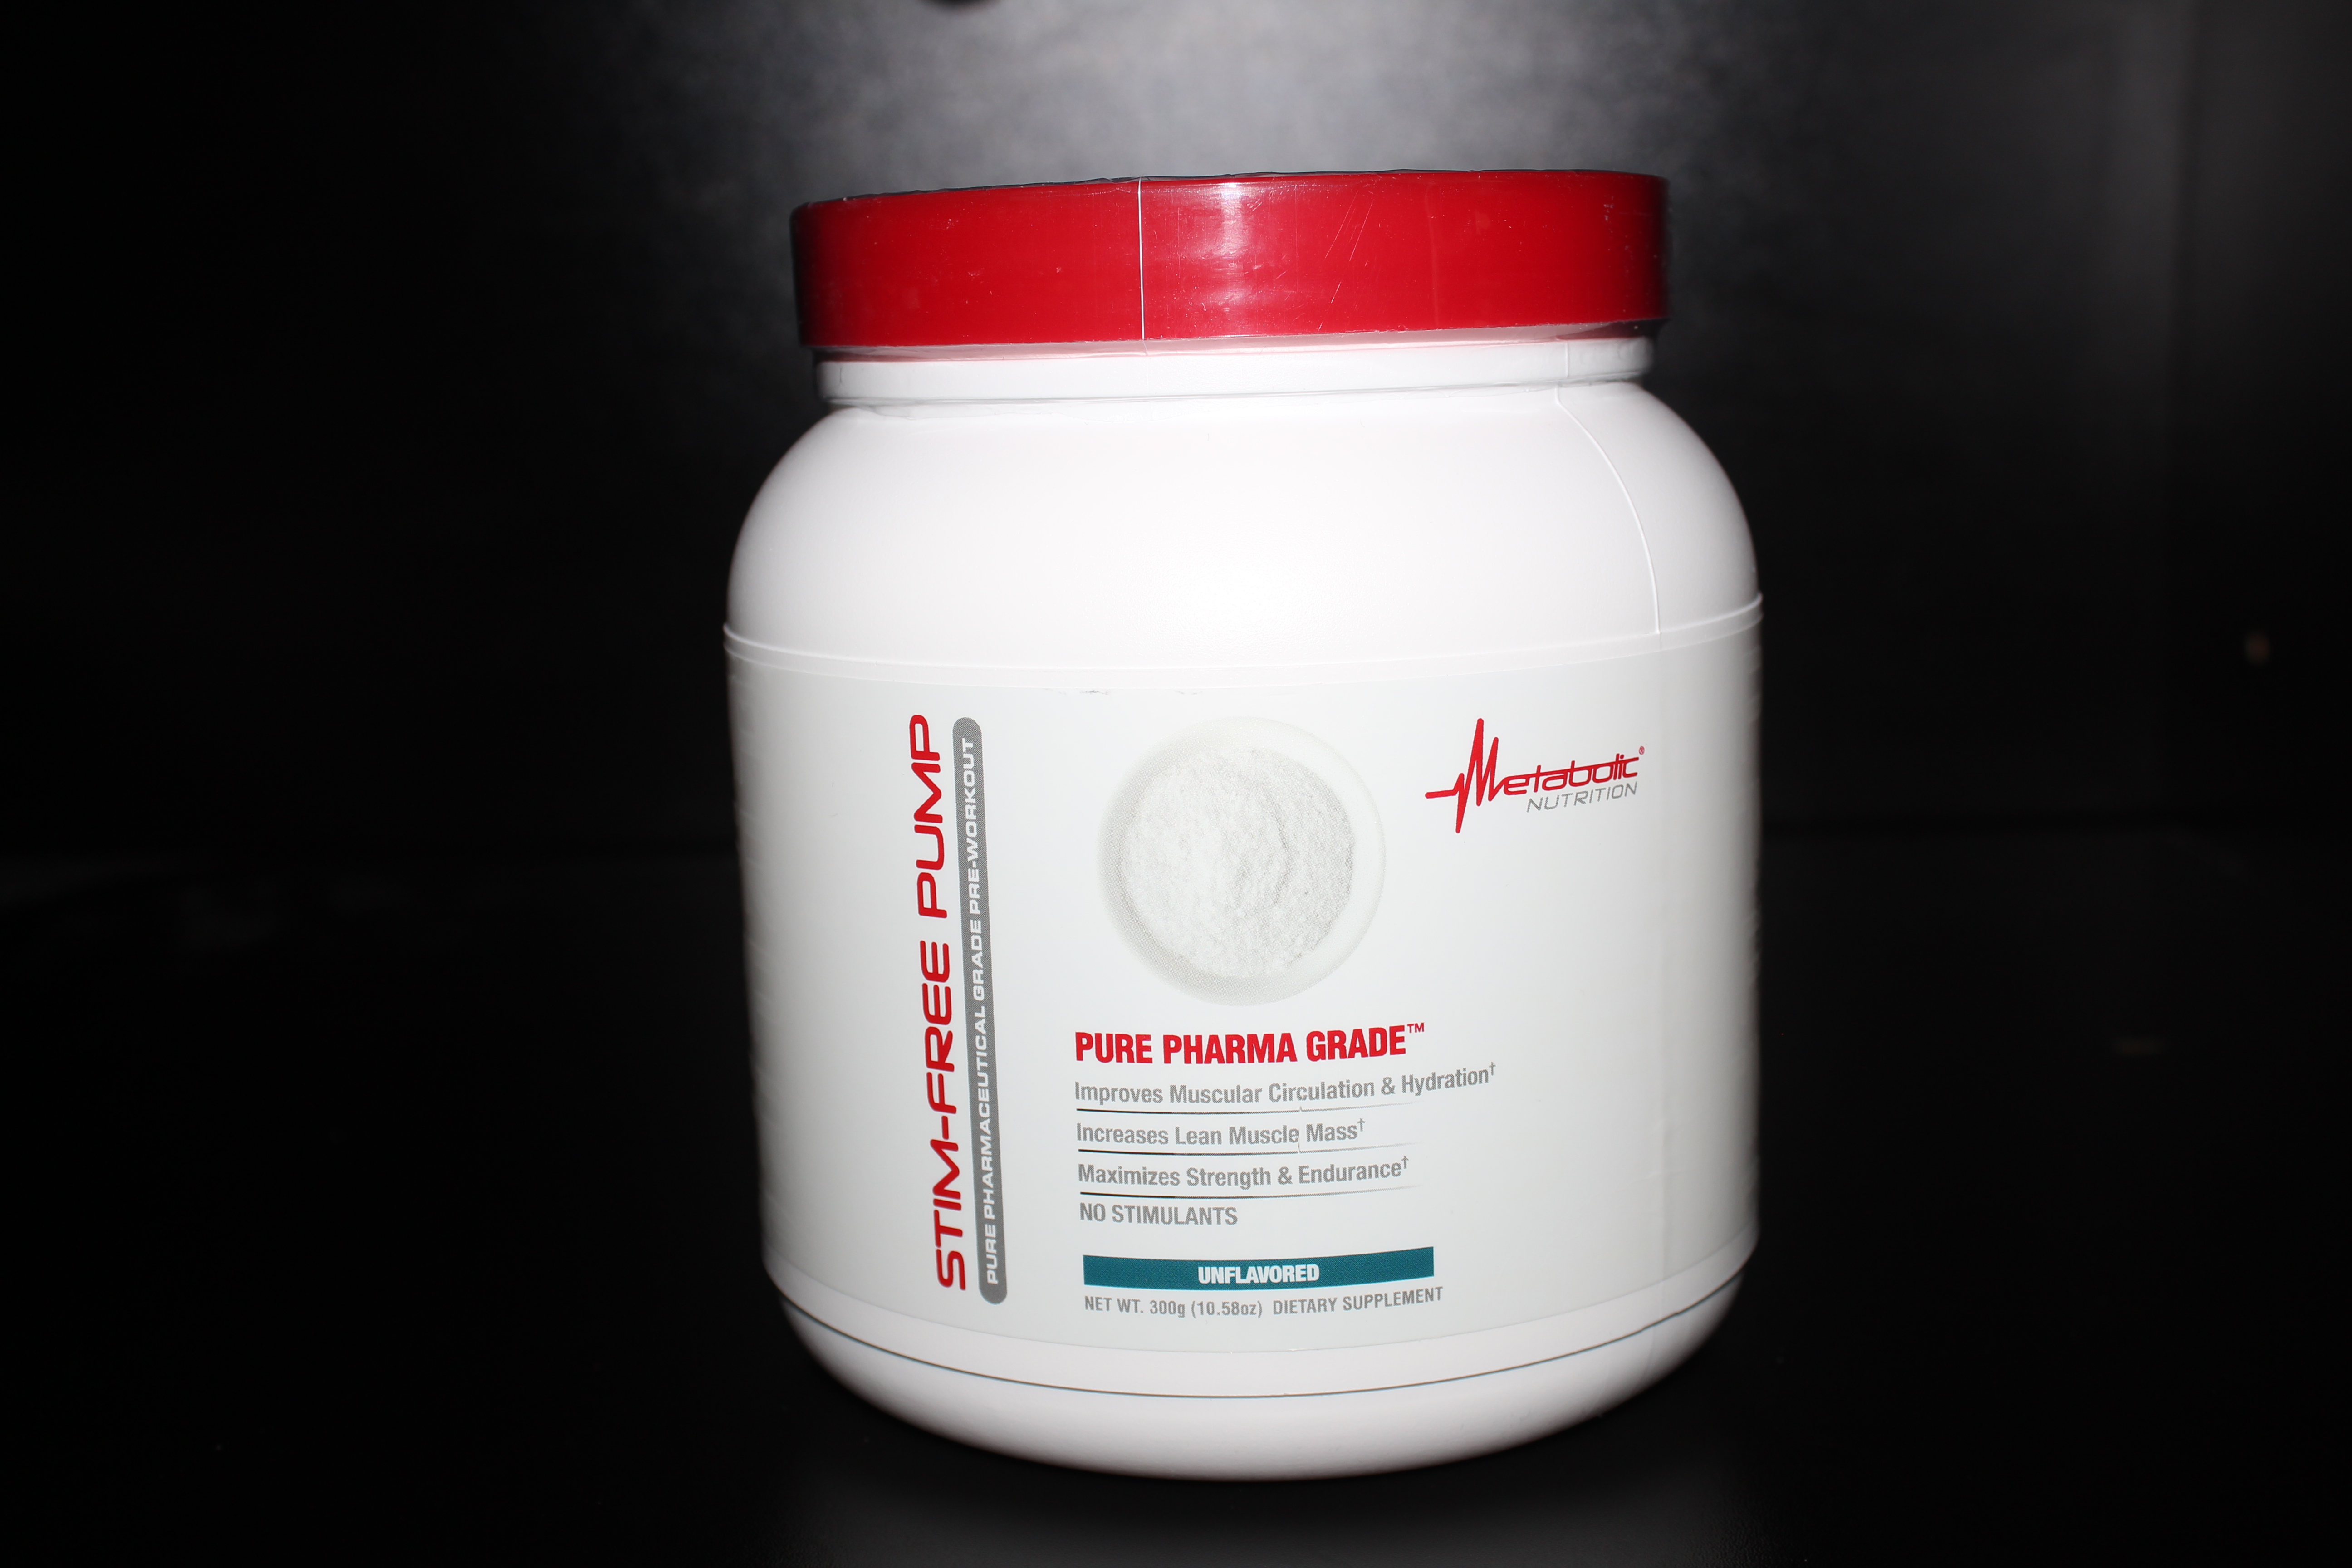 STIM-FREE PUMP
PURE PHARMACEUTICAL GRADE PRE-WORKOUT
Metabolic®
NUTRITION
PURE PHARMA GRADE™
Improves Muscular Circulation & Hydration†
Increases Lean Muscle Mass†
Maximizes Strength & Endurance†
NO STIMULANTS
UNFLAVORED
NET WT. 300g (10.58oz) DIETARY SUPPLEMENT